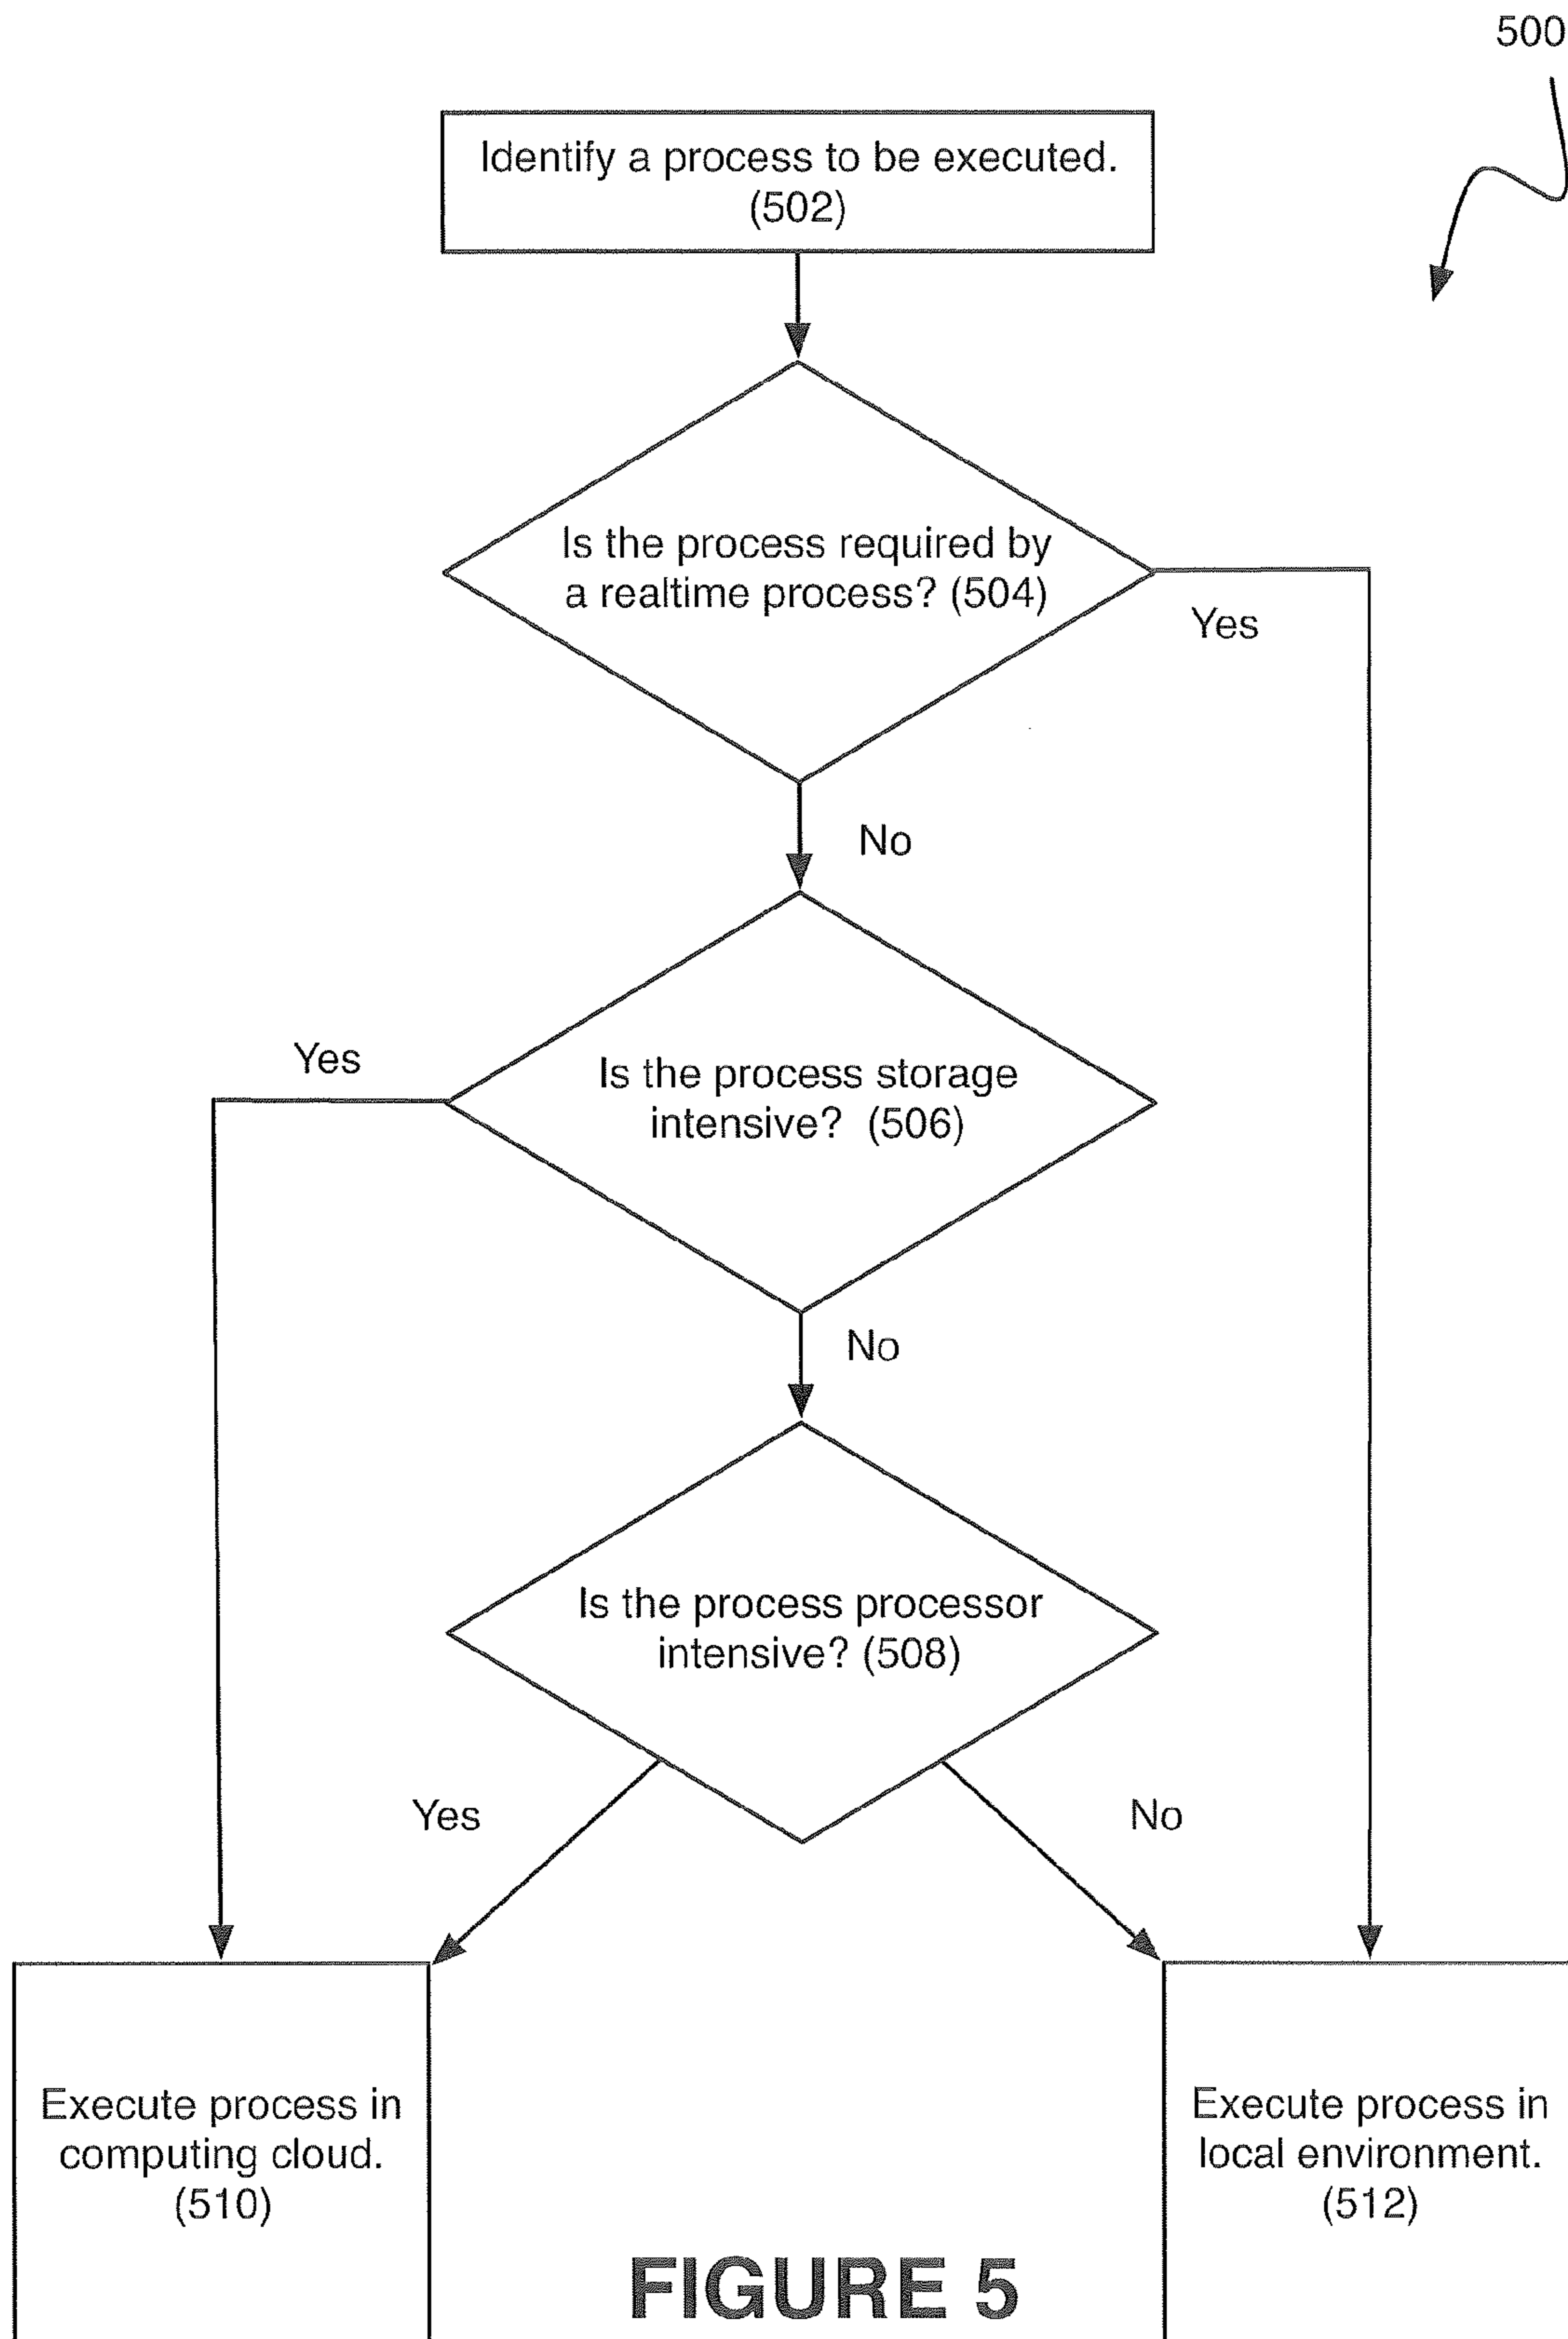 500
Identify a process to be executed.
(502)
Is the process required by
a realtime process? (504)
Yes
No
Is the process storage
intensive? (506)
Yes
No
Is the process processor
intensive? (508)
Yes
No
Execute process in
computing cloud.
(510)
Execute process in
local environment.
(512)
FIGURE 5